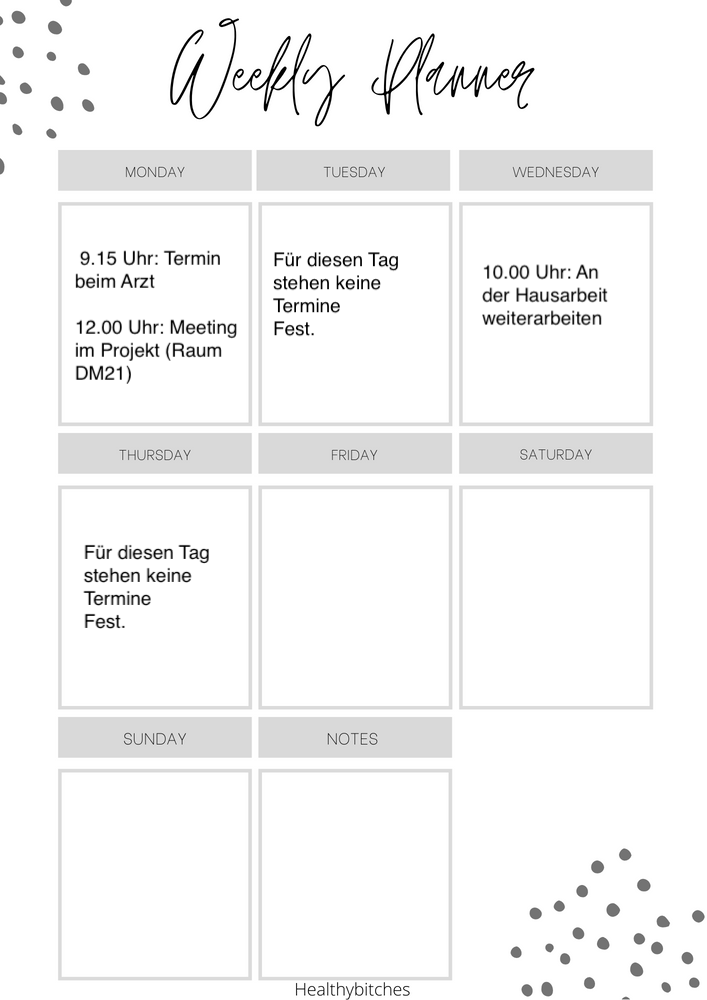 Weekly Planner
MONDAY
TUESDAY
WEDNESDAY
9.15 Uhr: Termin
beim Arzt
12.00 Uhr: Meeting
im Projekt (Raum
DM21)
Für diesen Tag
stehen keine
Termine
Fest.
10.00 Uhr: An
der Hausarbeit
weiterarbeiten
THURSDAY
FRIDAY
SATURDAY
Für diesen Tag
stehen keine
Termine
Fest.
SUNDAY
NOTES
Healthybitches